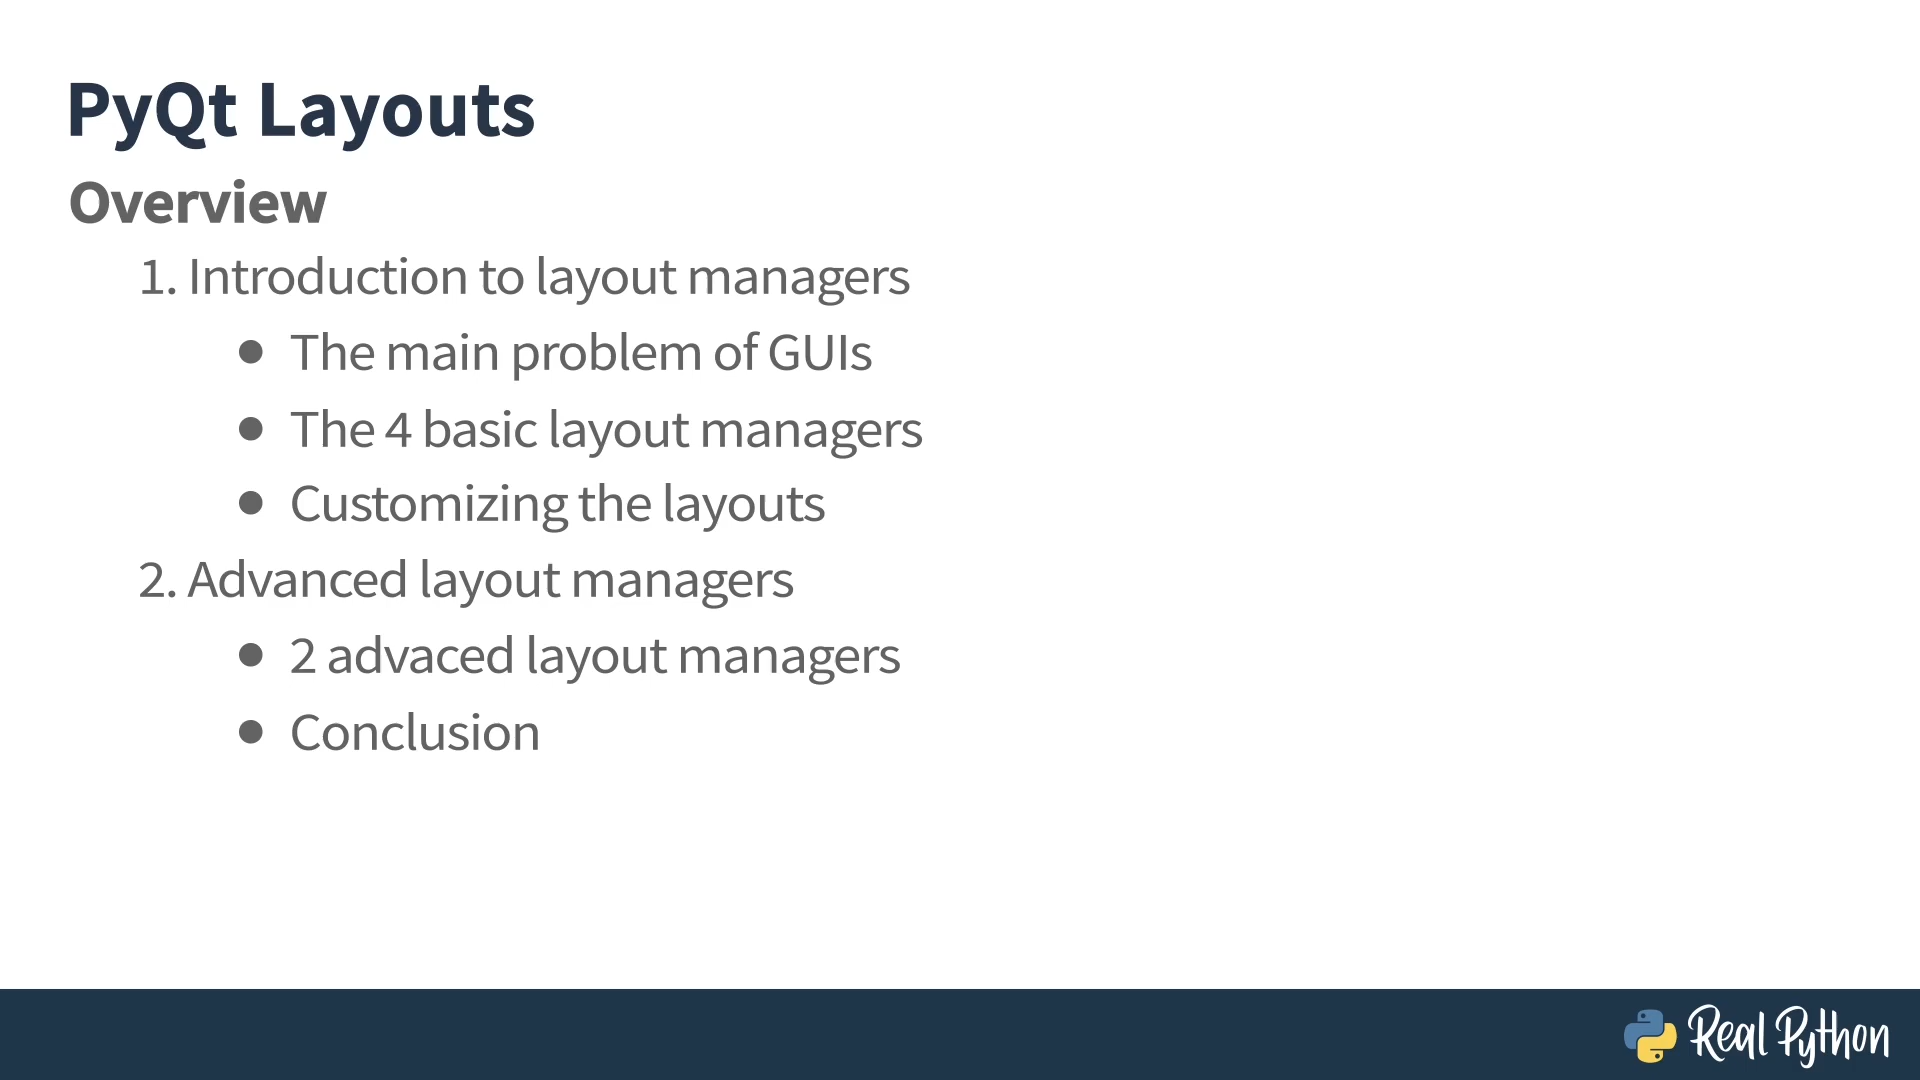 PyQt Layouts
Overview
1. Introduction to layout managers
● The main problem of GUIs
● The 4 basic layout managers
● Customizing the layouts
2. Advanced layout managers
● 2 advaced layout managers
● Conclusion
Real Python